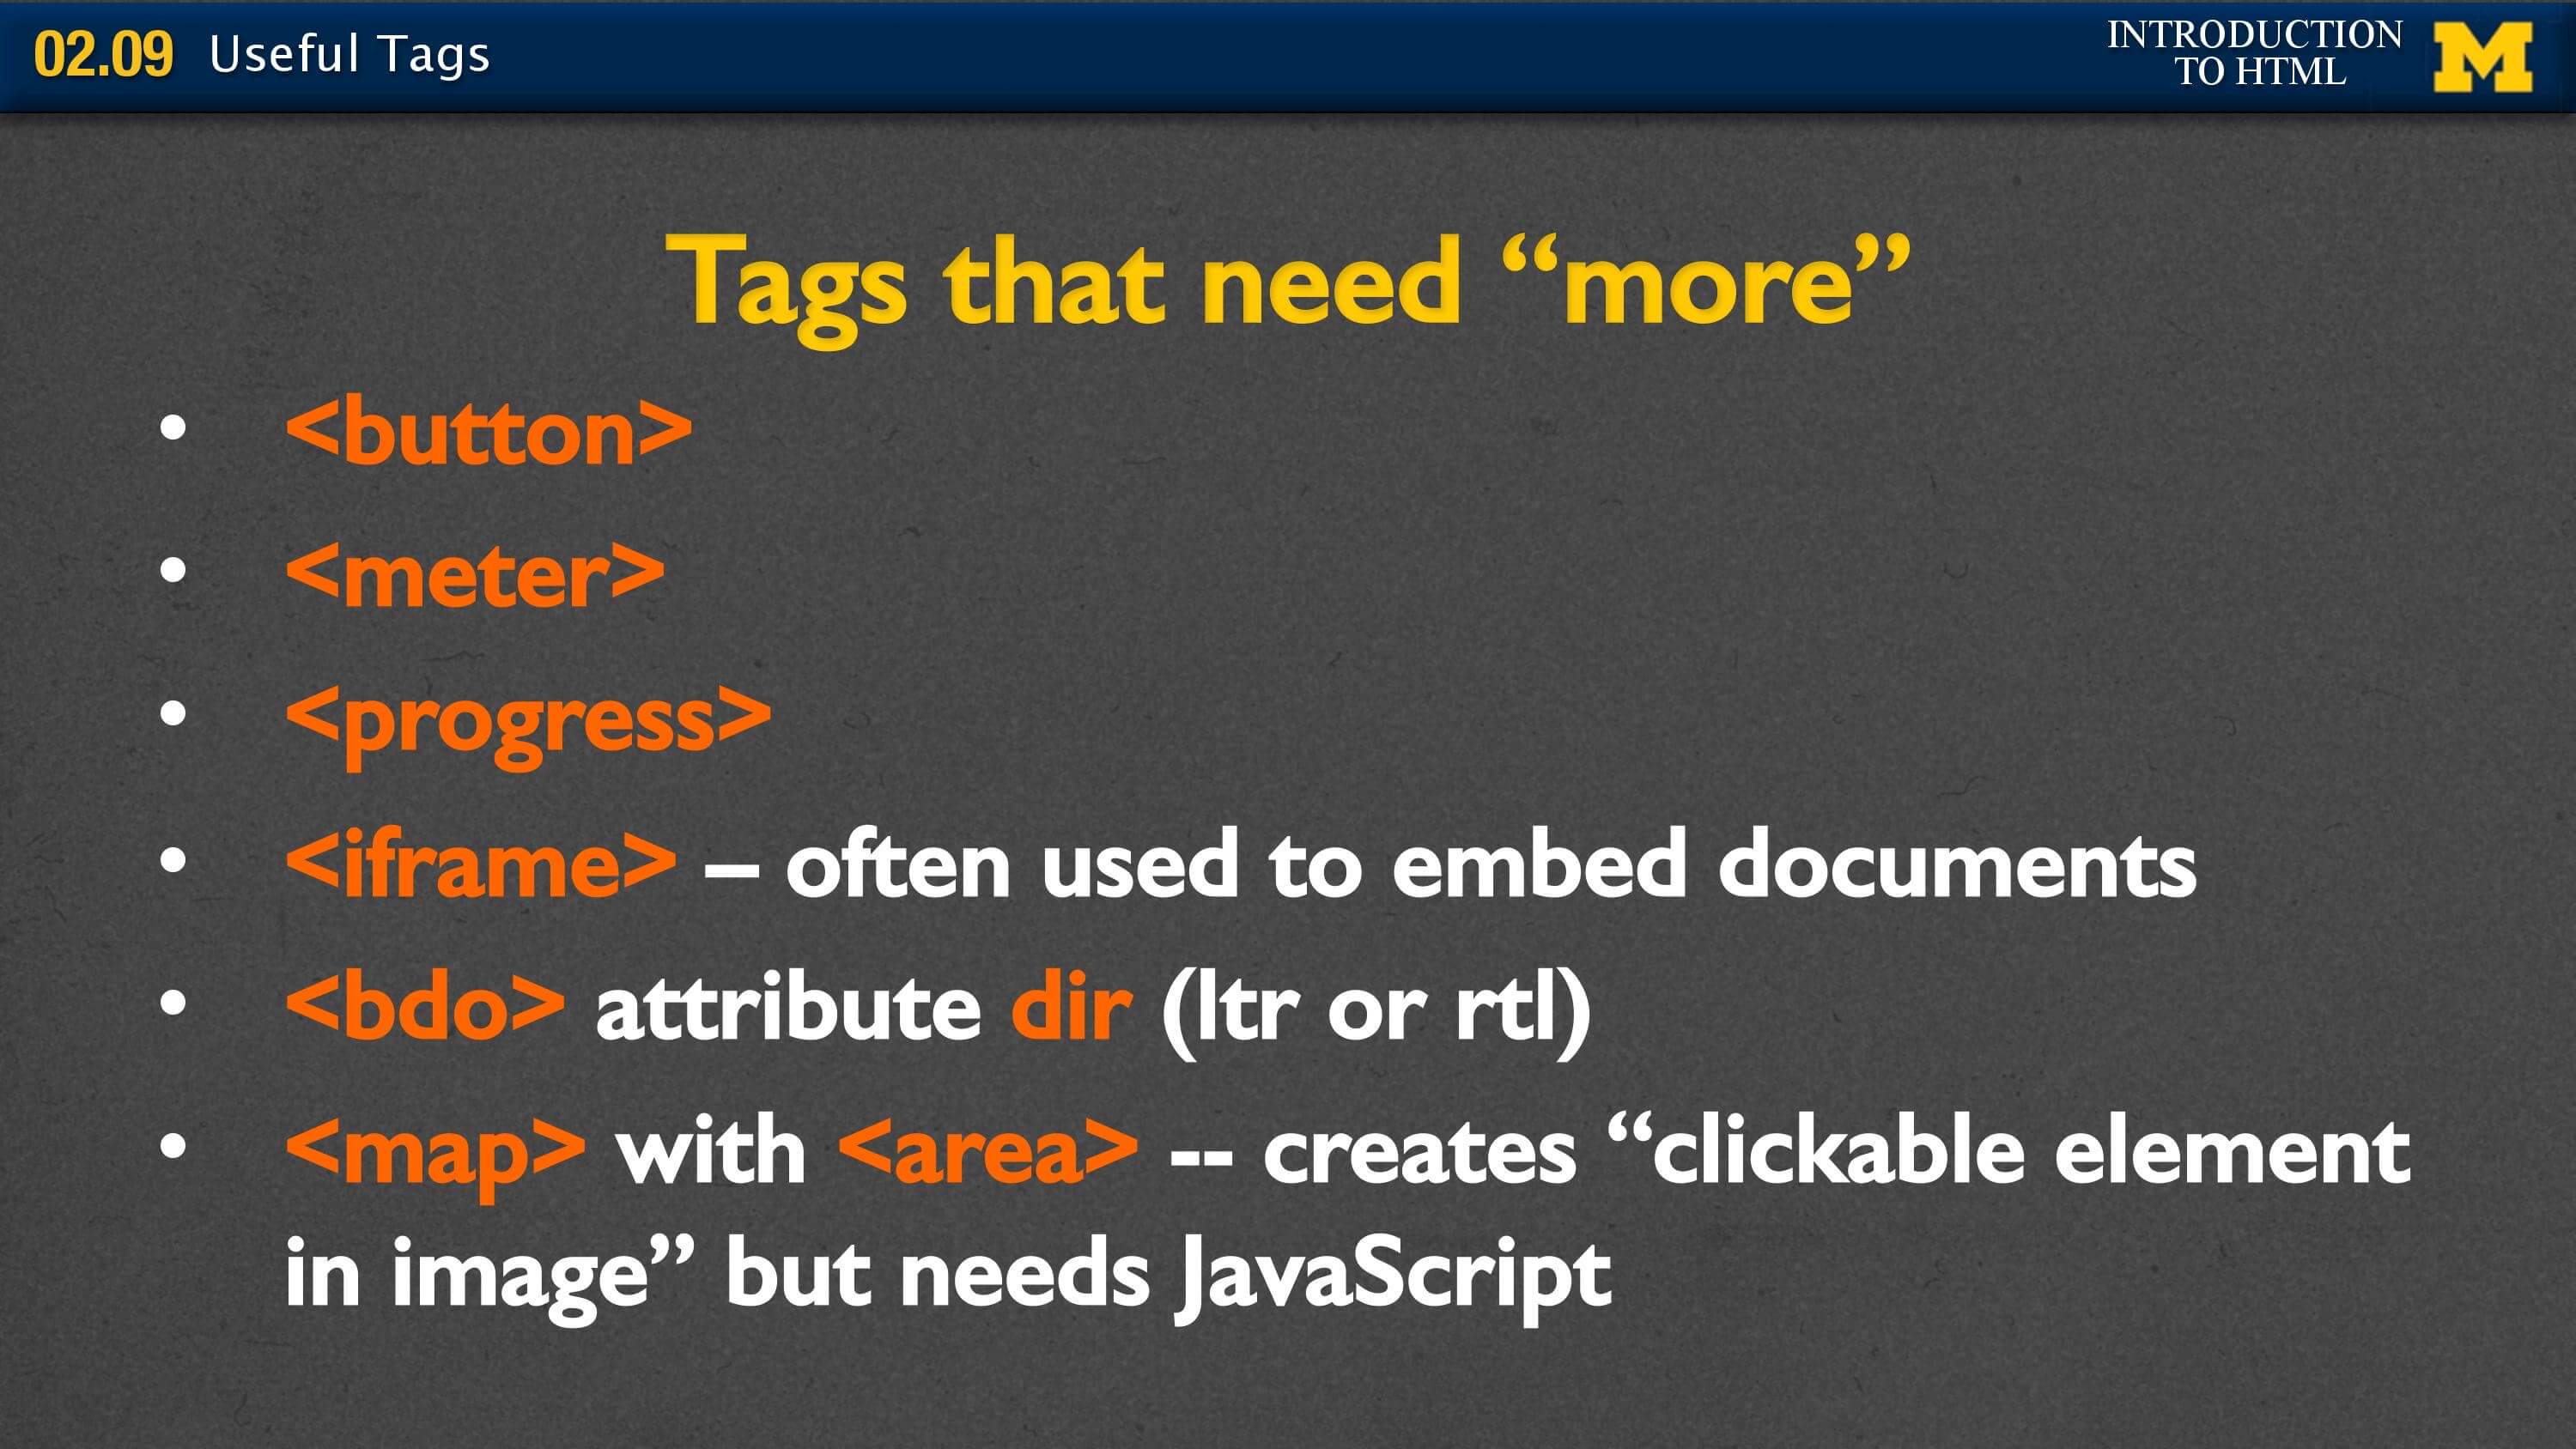 02.09 Useful Tags
INTRODUCTION
TO HTML
Tags that need “more”
• <button>
• <meter>
• <progress>
• <iframe> – often used to embed documents
• <bdo> attribute dir (ltr or rtl)
• <map> with <area> -- creates “clickable element
in image” but needs JavaScript